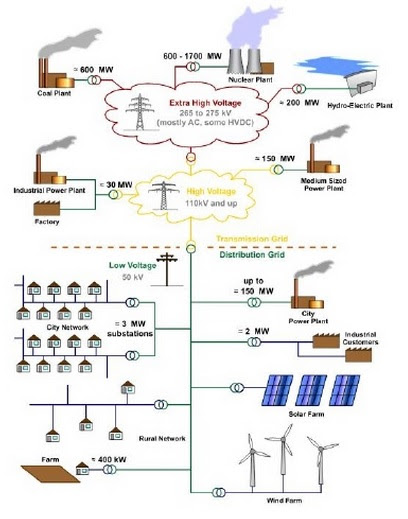 ≈ 600 MW
Coal Plant
600 - 1700 MW
Nuclear Plant
≈ 200 MW
Hydro-Electric Plant
Extra High Voltage
265 to 275 kV
(mostly AC, some HVDC)
≈ 150 MW
Medium Sized
Power Plant
Industrial Power Plant
≈ 30 MW
Factory
High Voltage
110kV and up
Transmission Grid
Distribution Grid
Low Voltage
50 kV
City Network
≈ 3 MW
substations
up to
≈ 150 MW
City
Power Plant
≈ 2 MW
Industrial
Customers
Solar Farm
Rural Network
Farm
≈ 400 kW
Wind Farm